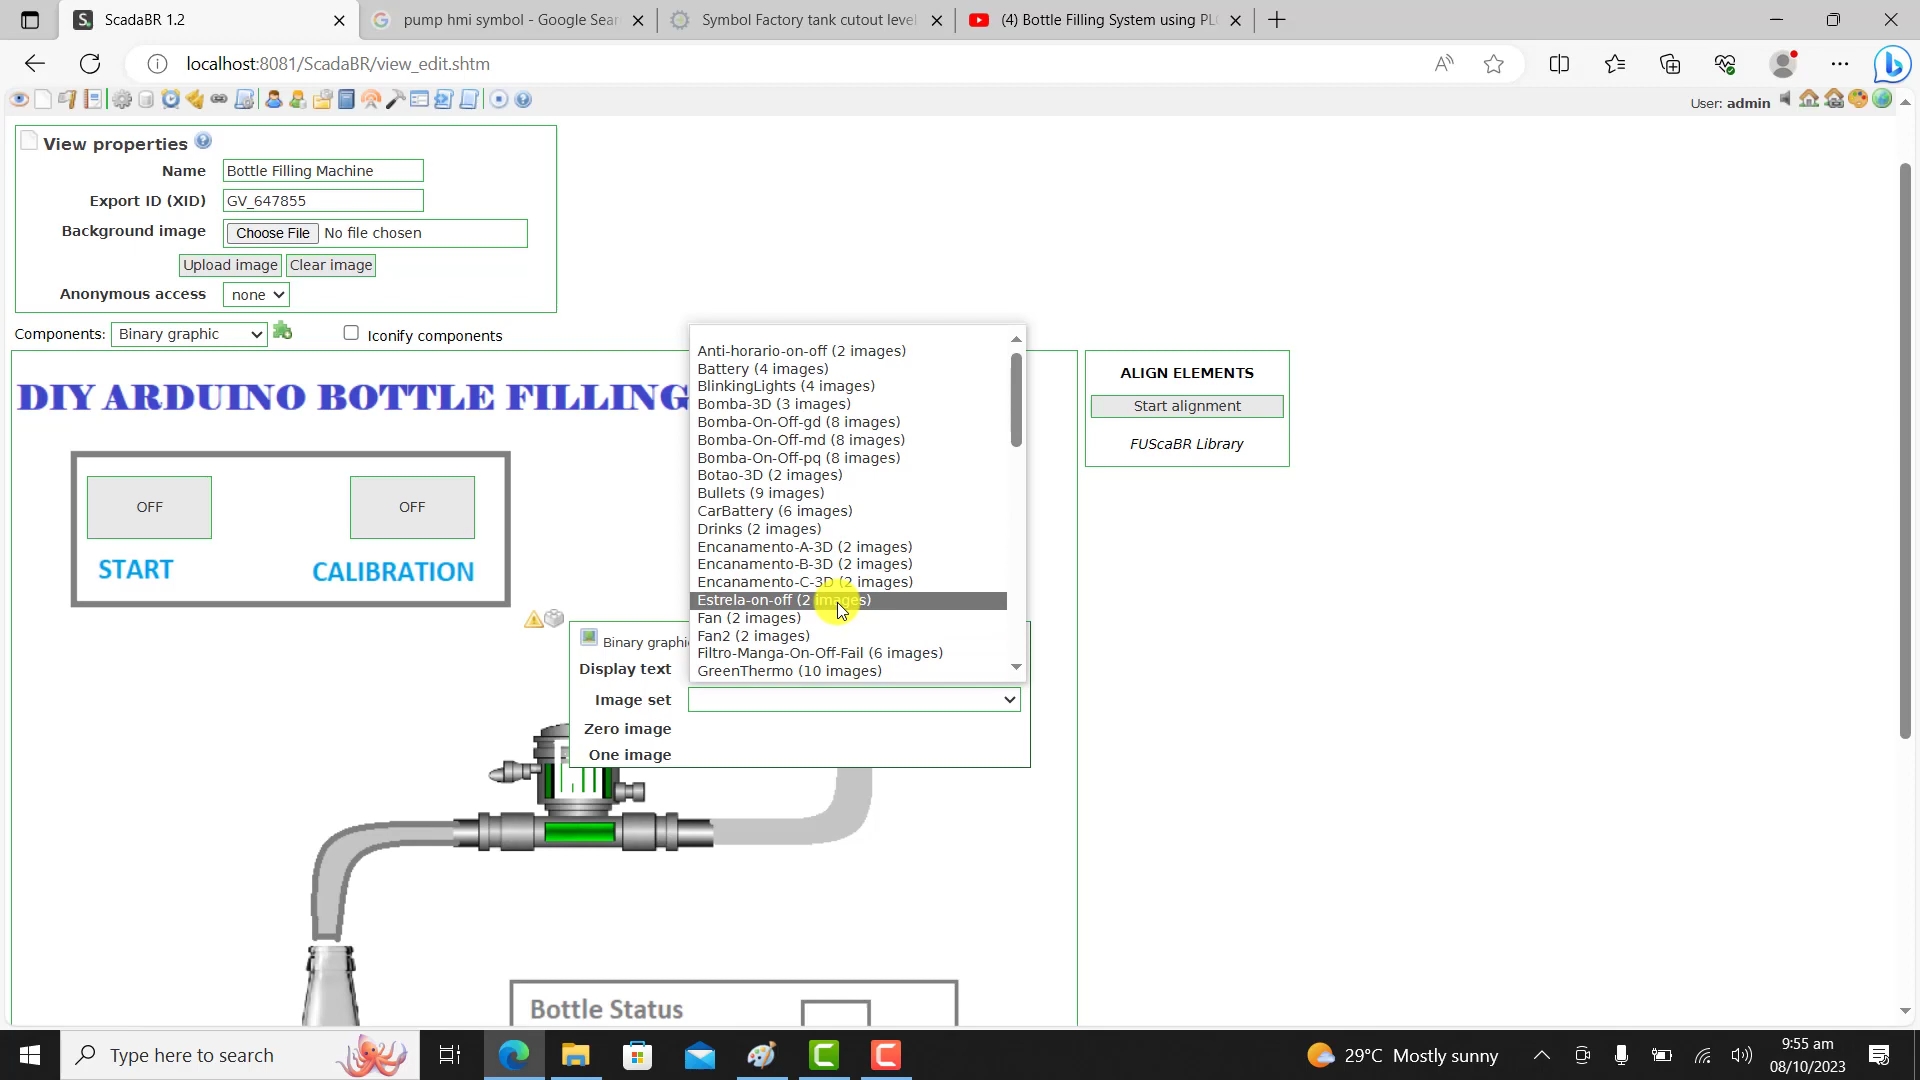 ScadaBR 1.2
pump hmi symbol - Google Sear
Symbol Factory tank cutout level
(4) Bottle Filling System using PL
localhost:8081/ScadaBR/view_edit.shtm
User: admin
View properties
Name
Bottle Filling Machine
Export ID (XID)
GV_647855
Background image
Choose File No file chosen
Upload image Clear image
Anonymous access
none
Components: Binary graphic
Iconify components
DIY ARDUINO BOTTLE FILLING
OFF
OFF
START
CALIBRATION
Anti-horario-on-off (2 images)
Battery (4 images)
BlinkingLights (4 images)
Bomba-3D (3 images)
Bomba-On-Off-gd (8 images)
Bomba-On-Off-md (8 images)
Bomba-On-Off-pq (8 images)
Botao-3D (2 images)
Bullets (9 images)
CarBattery (6 images)
Drinks (2 images)
Encanamento-A-3D (2 images)
Encanamento-B-3D (2 images)
Encanamento-C-3D (2 images)
Estrela-on-off (2 images)
Fan (2 images)
Fan2 (2 images)
Filtro-Manga-On-Off-Fail (6 images)
GreenThermo (10 images)
Binary graphi
Display text
Image set
Zero image
One image
ALIGN ELEMENTS
Start alignment
FUScaBR Library
Bottle Status
Type here to search
29°C Mostly sunny
9:55 am
08/10/2023